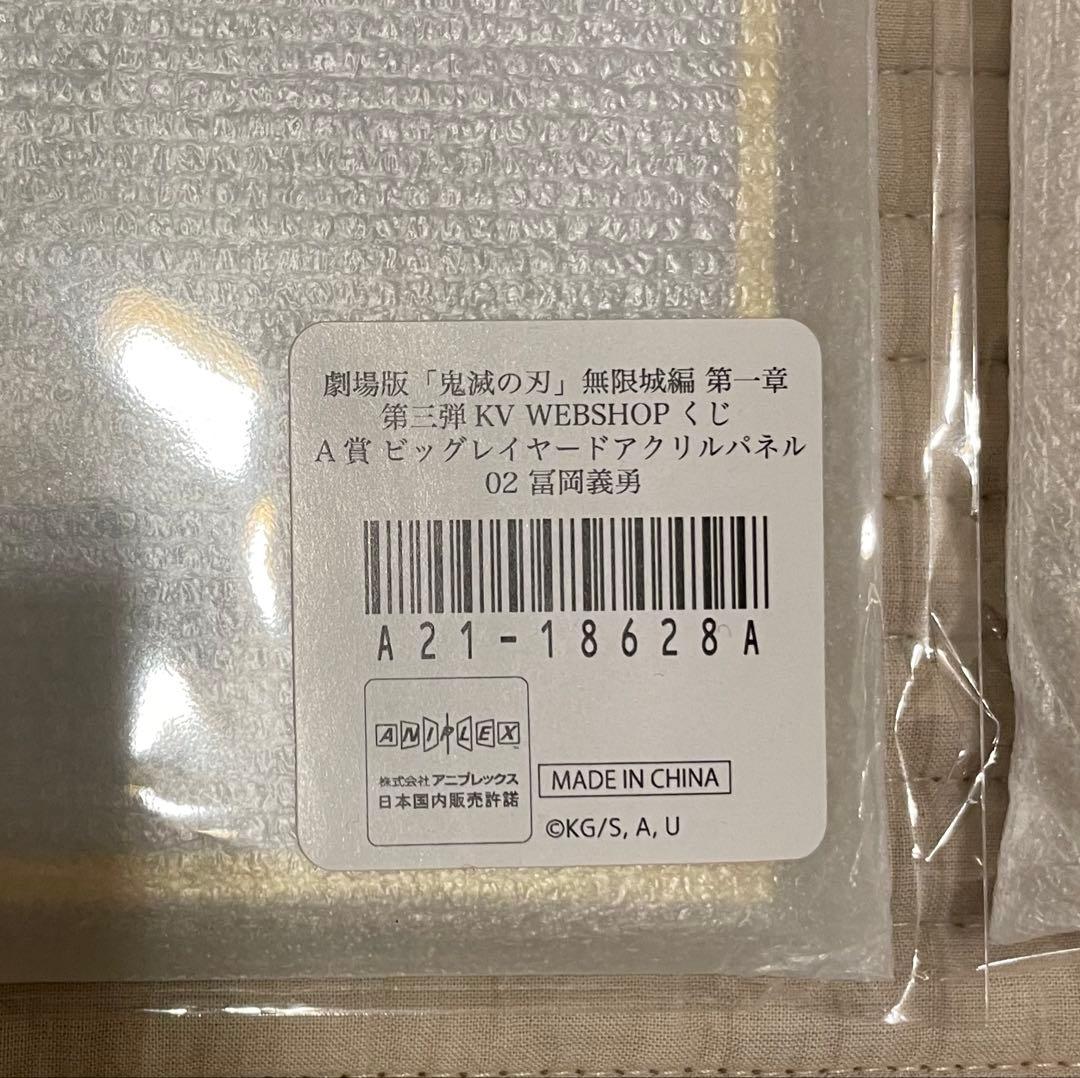 劇場版「鬼滅の刃」無限城編 第一章
第三弾 KV WEBSHOP くじ
A賞 ビッグレイヤードアクリルパネル
02 冨岡義勇
A21-18628A
ANIPLEX
株式会社アニプレックス
日本国内販売許諾
MADE IN CHINA
©KG/S, A, U